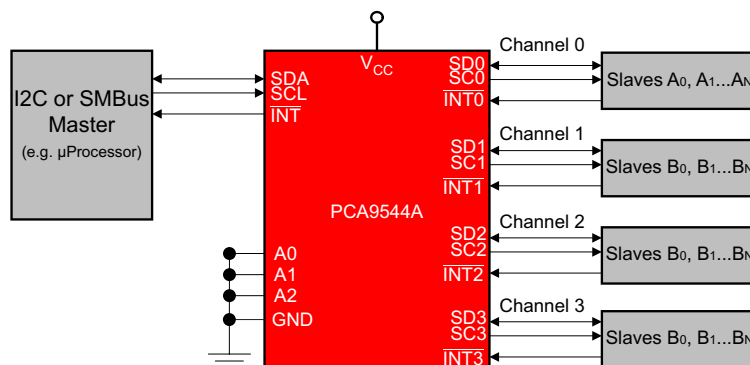 I2C or SMBus
Master
(e.g. µProcessor)
V_CC
SDA
SCL
INT
A0
A1
A2
GND
PCA9544A
SD0
SC0
INT0
SD1
SC1
INT1
SD2
SC2
INT2
SD3
SC3
INT3
Channel 0
Slaves A0, A1...AN
Channel 1
Slaves B0, B1...BN
Channel 2
Slaves B0, B1...BN
Channel 3
Slaves B0, B1...BN